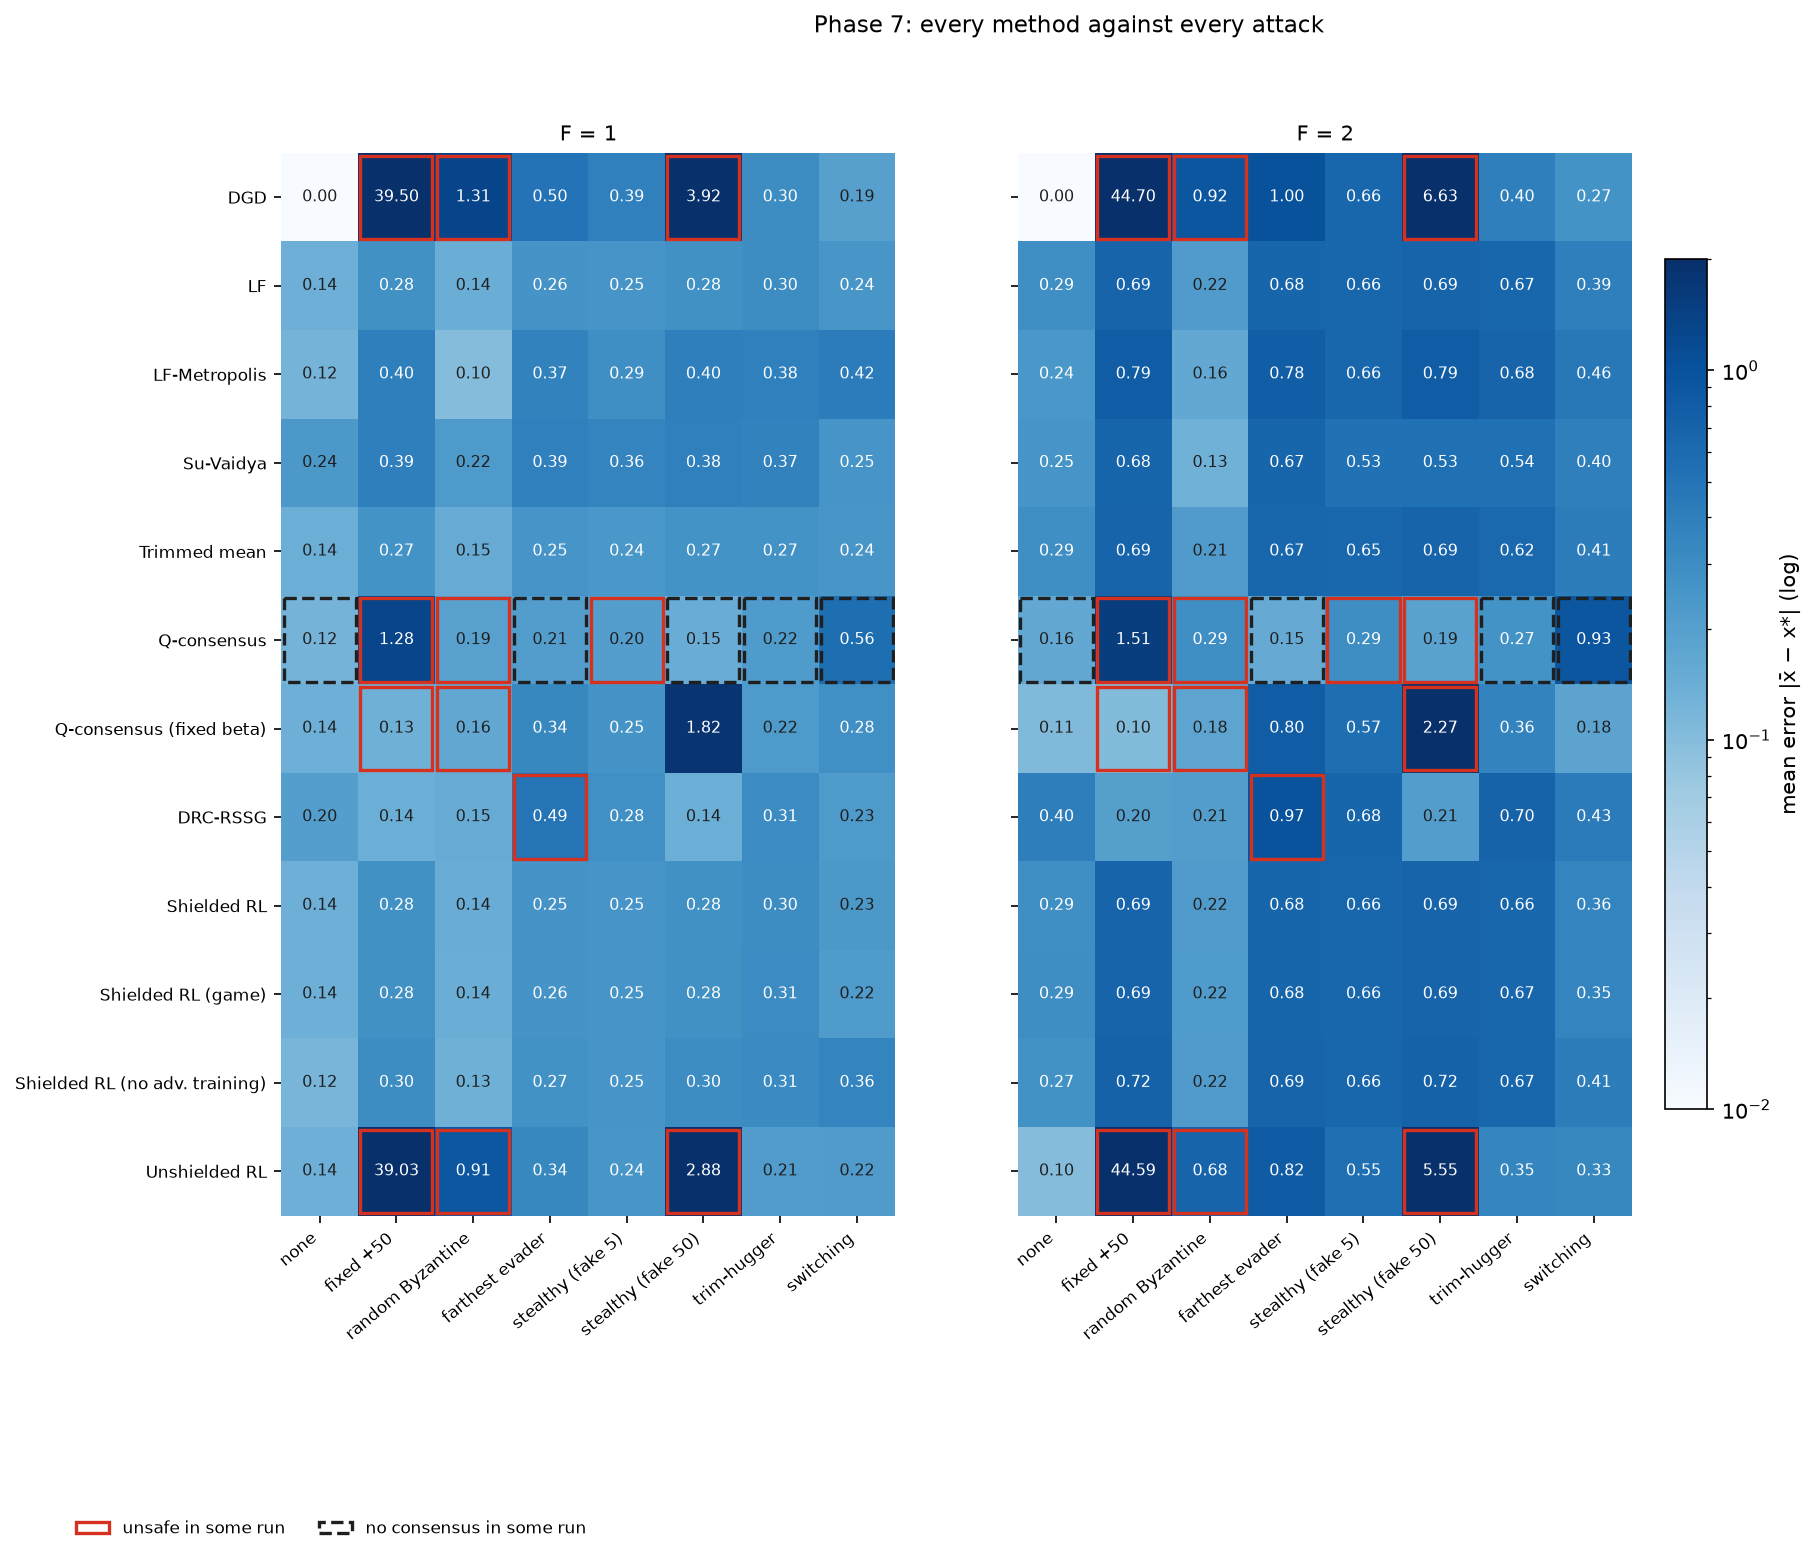 Phase 7: every method against every attack
F = 1
F = 2
DGD 0.00 39.50 1.31 0.50 0.39 3.92 0.30 0.19 0.00 44.70 0.92 1.00 0.66 6.63 0.40 0.27
LF 0.14 0.28 0.14 0.26 0.25 0.28 0.30 0.24 0.29 0.69 0.22 0.68 0.66 0.69 0.67 0.39
LF-Metropolis 0.12 0.40 0.10 0.37 0.29 0.40 0.38 0.42 0.24 0.79 0.16 0.78 0.66 0.79 0.68 0.46
Su-Vaidya 0.24 0.39 0.22 0.39 0.36 0.38 0.37 0.25 0.25 0.68 0.13 0.67 0.53 0.53 0.54 0.40
Trimmed mean 0.14 0.27 0.15 0.25 0.24 0.27 0.27 0.24 0.29 0.69 0.21 0.67 0.65 0.69 0.62 0.41
Q-consensus 0.12 1.28 0.19 0.21 0.20 0.15 0.22 0.56 0.16 1.51 0.29 0.15 0.29 0.19 0.27 0.93
Q-consensus (fixed beta) 0.14 0.13 0.16 0.34 0.25 1.82 0.22 0.28 0.11 0.10 0.18 0.80 0.57 2.27 0.36 0.18
DRC-RSSG 0.20 0.14 0.15 0.49 0.28 0.14 0.31 0.23 0.40 0.20 0.21 0.97 0.68 0.21 0.70 0.43
Shielded RL 0.14 0.28 0.14 0.25 0.25 0.28 0.30 0.23 0.29 0.69 0.22 0.68 0.66 0.69 0.66 0.36
Shielded RL (game) 0.14 0.28 0.14 0.26 0.25 0.28 0.31 0.22 0.29 0.69 0.22 0.68 0.66 0.69 0.67 0.35
Shielded RL (no adv. training) 0.12 0.30 0.13 0.27 0.25 0.30 0.31 0.36 0.27 0.72 0.22 0.69 0.66 0.72 0.67 0.41
Unshielded RL 0.14 39.03 0.91 0.34 0.24 2.88 0.21 0.22 0.10 44.59 0.68 0.82 0.55 5.55 0.35 0.33
none
fixed +50
random Byzantine
farthest evader
stealthy (fake 5)
stealthy (fake 50)
trim-hugger
switching
none
fixed +50
random Byzantine
farthest evader
stealthy (fake 5)
stealthy (fake 50)
trim-hugger
switching
10⁰
10⁻¹
10⁻²
mean error |x̄ − x*| (log)
unsafe in some run
no consensus in some run